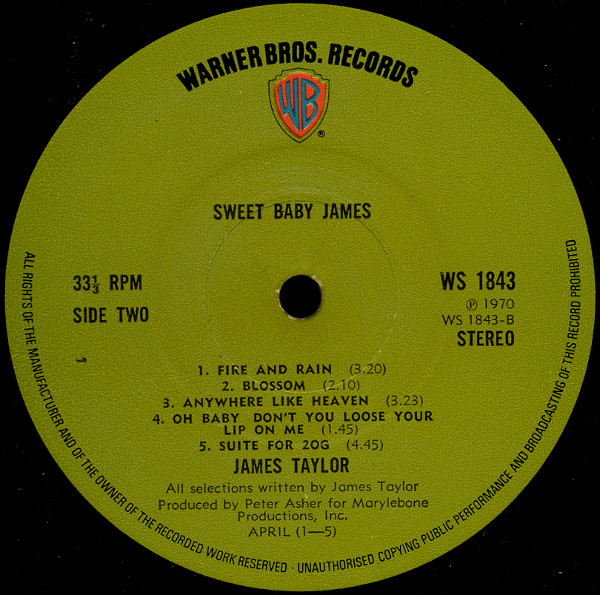 WARNER BROS. RECORDS
WB
®
SWEET BABY JAMES
33⅓ RPM
SIDE TWO
WS 1843
℗ 1970
WS 1843-B
STEREO
1
1. FIRE AND RAIN (3.20)
2. BLOSSOM (2.10)
3. ANYWHERE LIKE HEAVEN (3.23)
4. OH BABY DON'T YOU LOOSE YOUR
LIP ON ME (1.45)
5. SUITE FOR 20G (4.45)
JAMES TAYLOR
All selections written by James Taylor
Produced by Peter Asher for Marylebone
Productions, Inc.
APRIL (1—5)
ALL RIGHTS OF THE MANUFACTURER AND OF THE OWNER OF THE RECORDED WORK RESERVED · UNAUTHORISED COPYING PUBLIC PERFORMANCE AND BROADCASTING OF THIS RECORD PROHIBITED